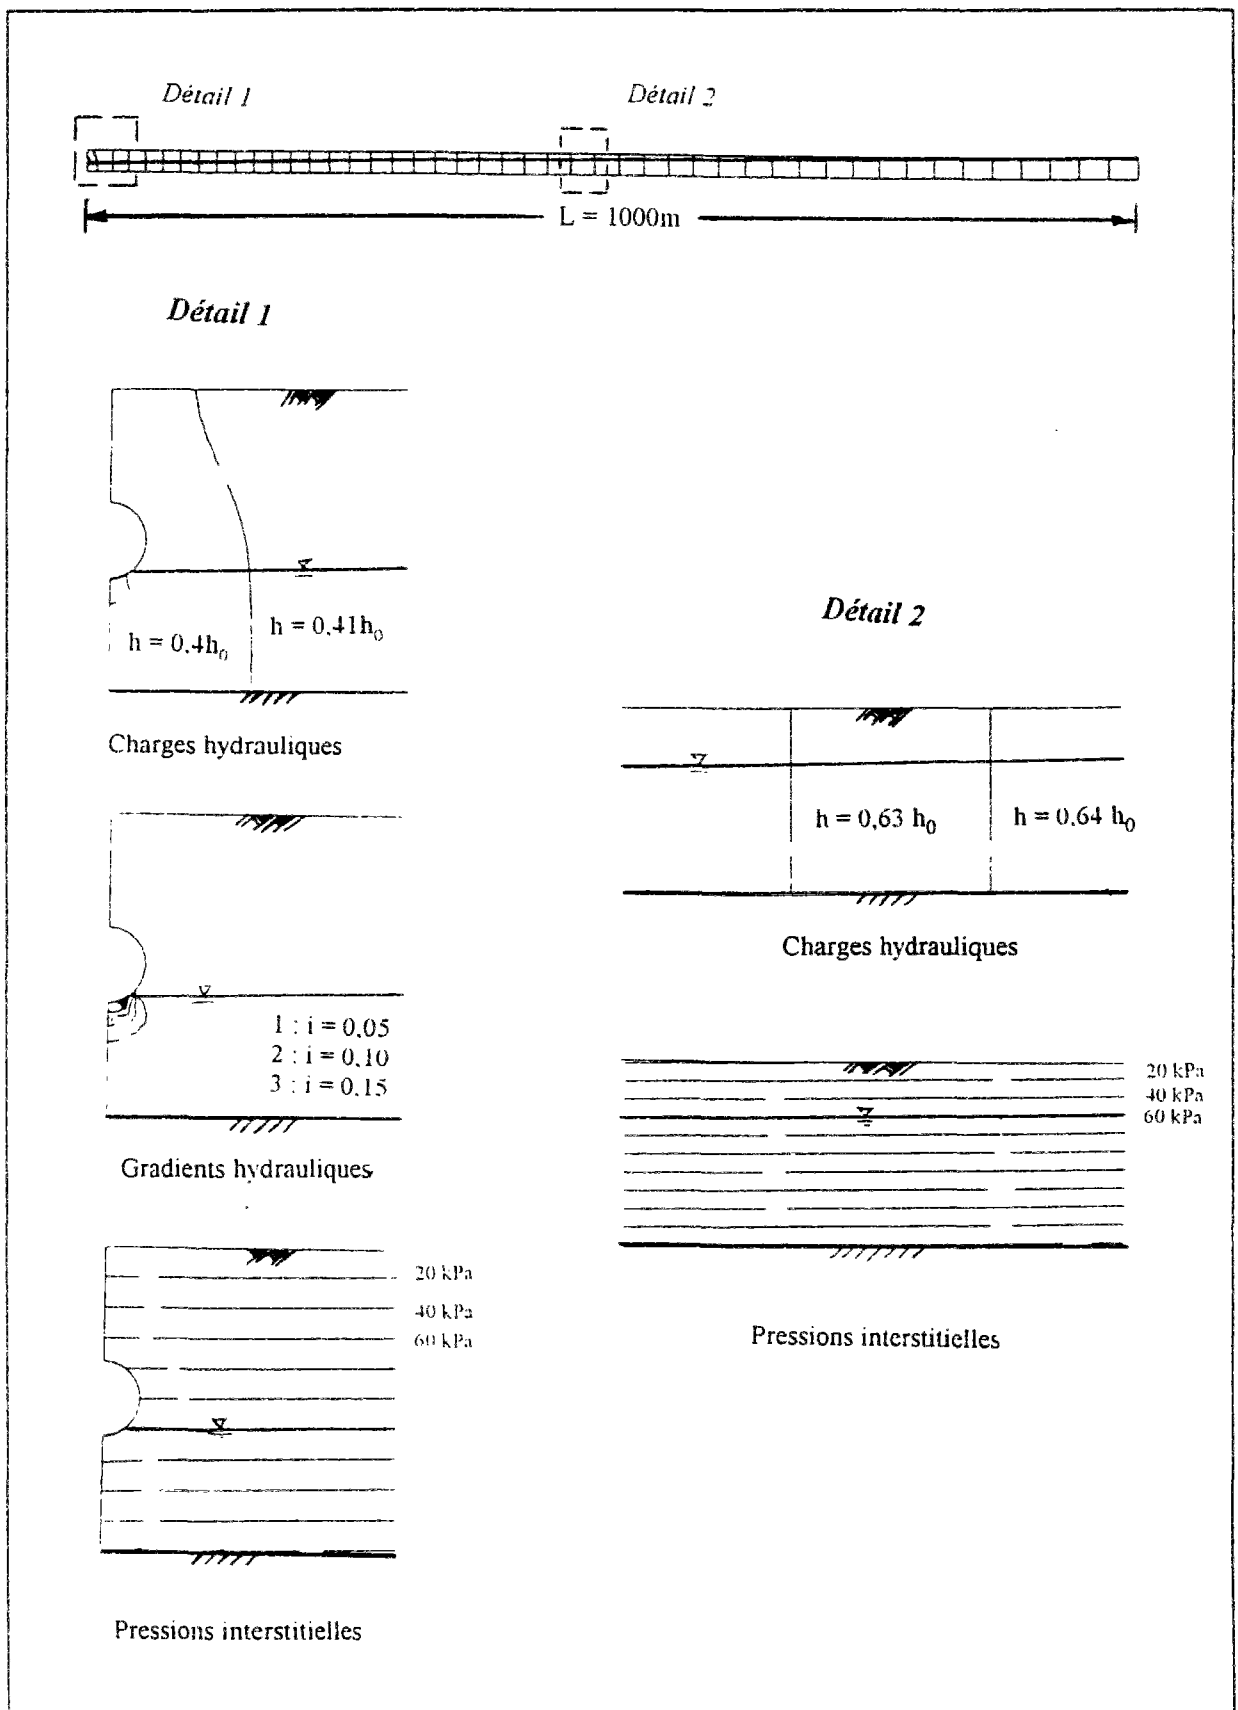 Détail 1
Détail 2
L = 1000m
Détail 1
h = 0.4h₀
h = 0.41h₀
Charges hydrauliques
1 : i = 0,05
2 : i = 0,10
3 : i = 0,15
Gradients hydrauliques
20 kPa
40 kPa
60 kPa
Pressions interstitielles
Détail 2
h = 0,63 h₀
h = 0.64 h₀
Charges hydrauliques
20 kPa
40 kPa
60 kPa
Pressions interstitielles